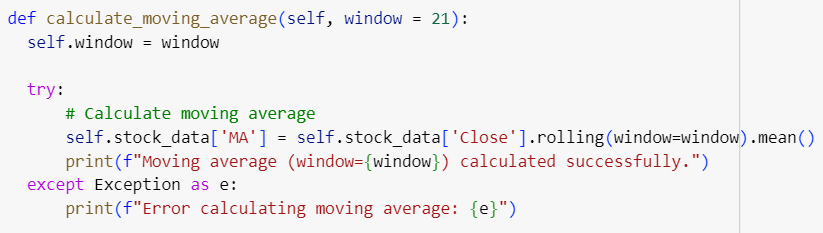 def calculate_moving_average(self, window = 21):
  self.window = window

  try:
      # Calculate moving average
      self.stock_data['MA'] = self.stock_data['Close'].rolling(window=window).mean()
      print(f"Moving average (window={window}) calculated successfully.")
  except Exception as e:
      print(f"Error calculating moving average: {e}")